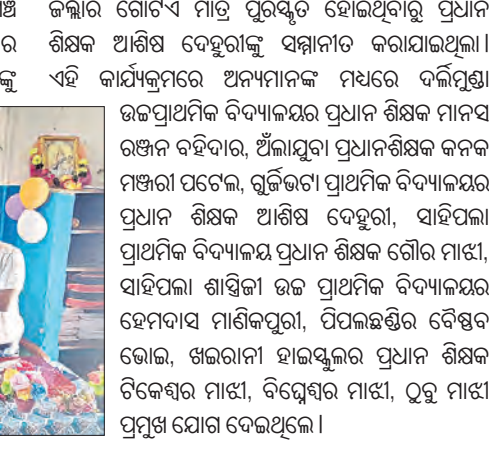 ଞ୍ଚ
ର
ଙ୍କୁ
ଜିଲ୍ଲାର ଗୋଟିଏ ମାତ୍ର ପୁରସ୍କୃତ ହୋଇଥିବାରୁ ପ୍ରଧାନ
ଶିକ୍ଷକ ଆଶିଷ ଦେହୁରୀଙ୍କୁ ସମ୍ମାନୀତ କରାଯାଇଥିଲା।
ଏହି କାର୍ଯ୍ୟକ୍ରମରେ ଅନ୍ୟମାନଙ୍କ ମଧ୍ୟରେ ଦର୍ଲିମୁଣ୍ଡା
ଉଚ୍ଚପ୍ରାଥମିକ ବିଦ୍ୟାଳୟର ପ୍ରଧାନ ଶିକ୍ଷକ ମାନସ
ରଞ୍ଜନ ବହିଦାର, ଅଁଲାଯୁବା ପ୍ରଧାନଶିକ୍ଷକ କନକ
ମଞ୍ଜରୀ ପଟେଲ, ଗୁର୍ଜିଭଟା ପ୍ରାଥମିକ ବିଦ୍ୟାଳୟର
ପ୍ରଧାନ ଶିକ୍ଷକ ଆଶିଷ ଦେହୁରୀ, ସାହିପଲା
ପ୍ରାଥମିକ ବିଦ୍ୟାଳୟ ପ୍ରଧାନ ଶିକ୍ଷକ ଗୌର ମାଝୀ,
ସାହିପଲା ଶାସ୍ତ୍ରିଜୀ ଉଚ୍ଚ ପ୍ରାଥମିକ ବିଦ୍ୟାଳୟର
ହେମଦାସ ମାଣିକପୁରୀ, ପିପଲଛଣ୍ଡିର ବୈଷ୍ଣବ
ଭୋଇ, ଖଇରାନୀ ହାଇସ୍କୁଲର ପ୍ରଧାନ ଶିକ୍ଷକ
ଟିକେଶ୍ୱର ମାଝୀ, ବିଘ୍ନେଶ୍ୱର ମାଝୀ, ଠୁବୁ ମାଝୀ
ପ୍ରମୁଖ ଯୋଗ ଦେଇଥିଲେ।